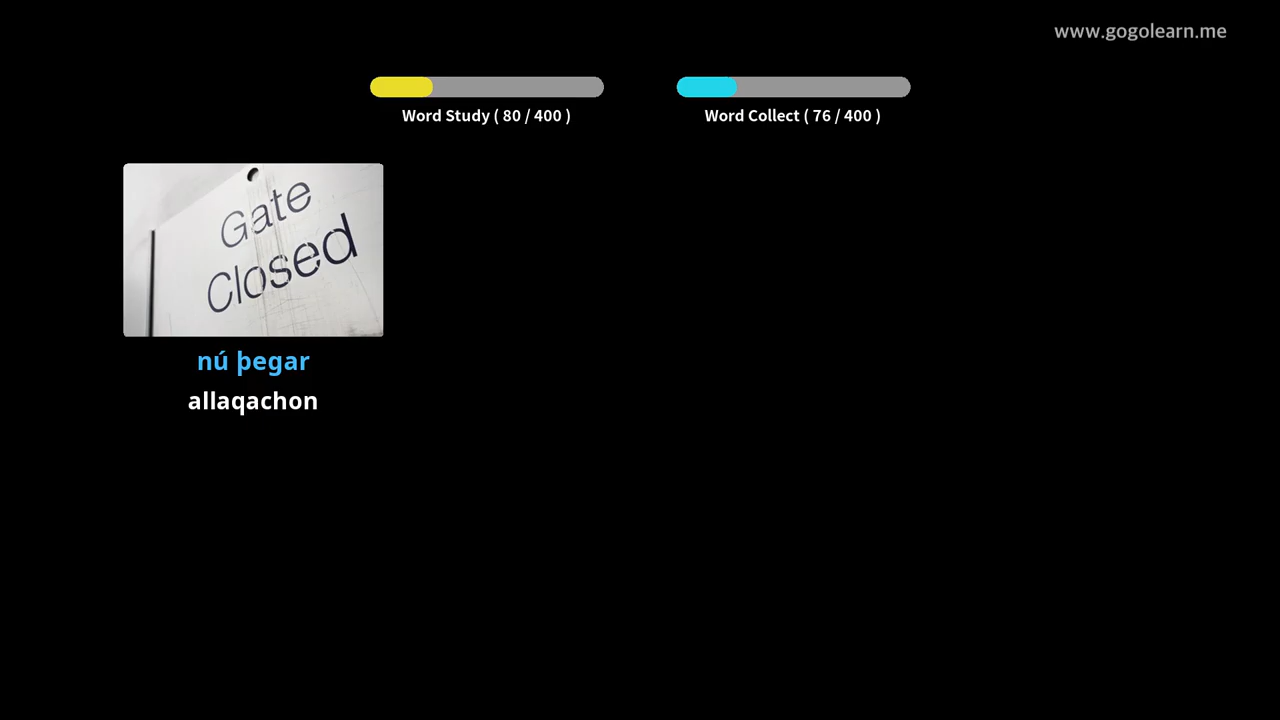 www.gogolearn.me
Word Study ( 80 / 400 )
Word Collect ( 76 / 400 )
Gate
Closed
nú þegar
allaqachon